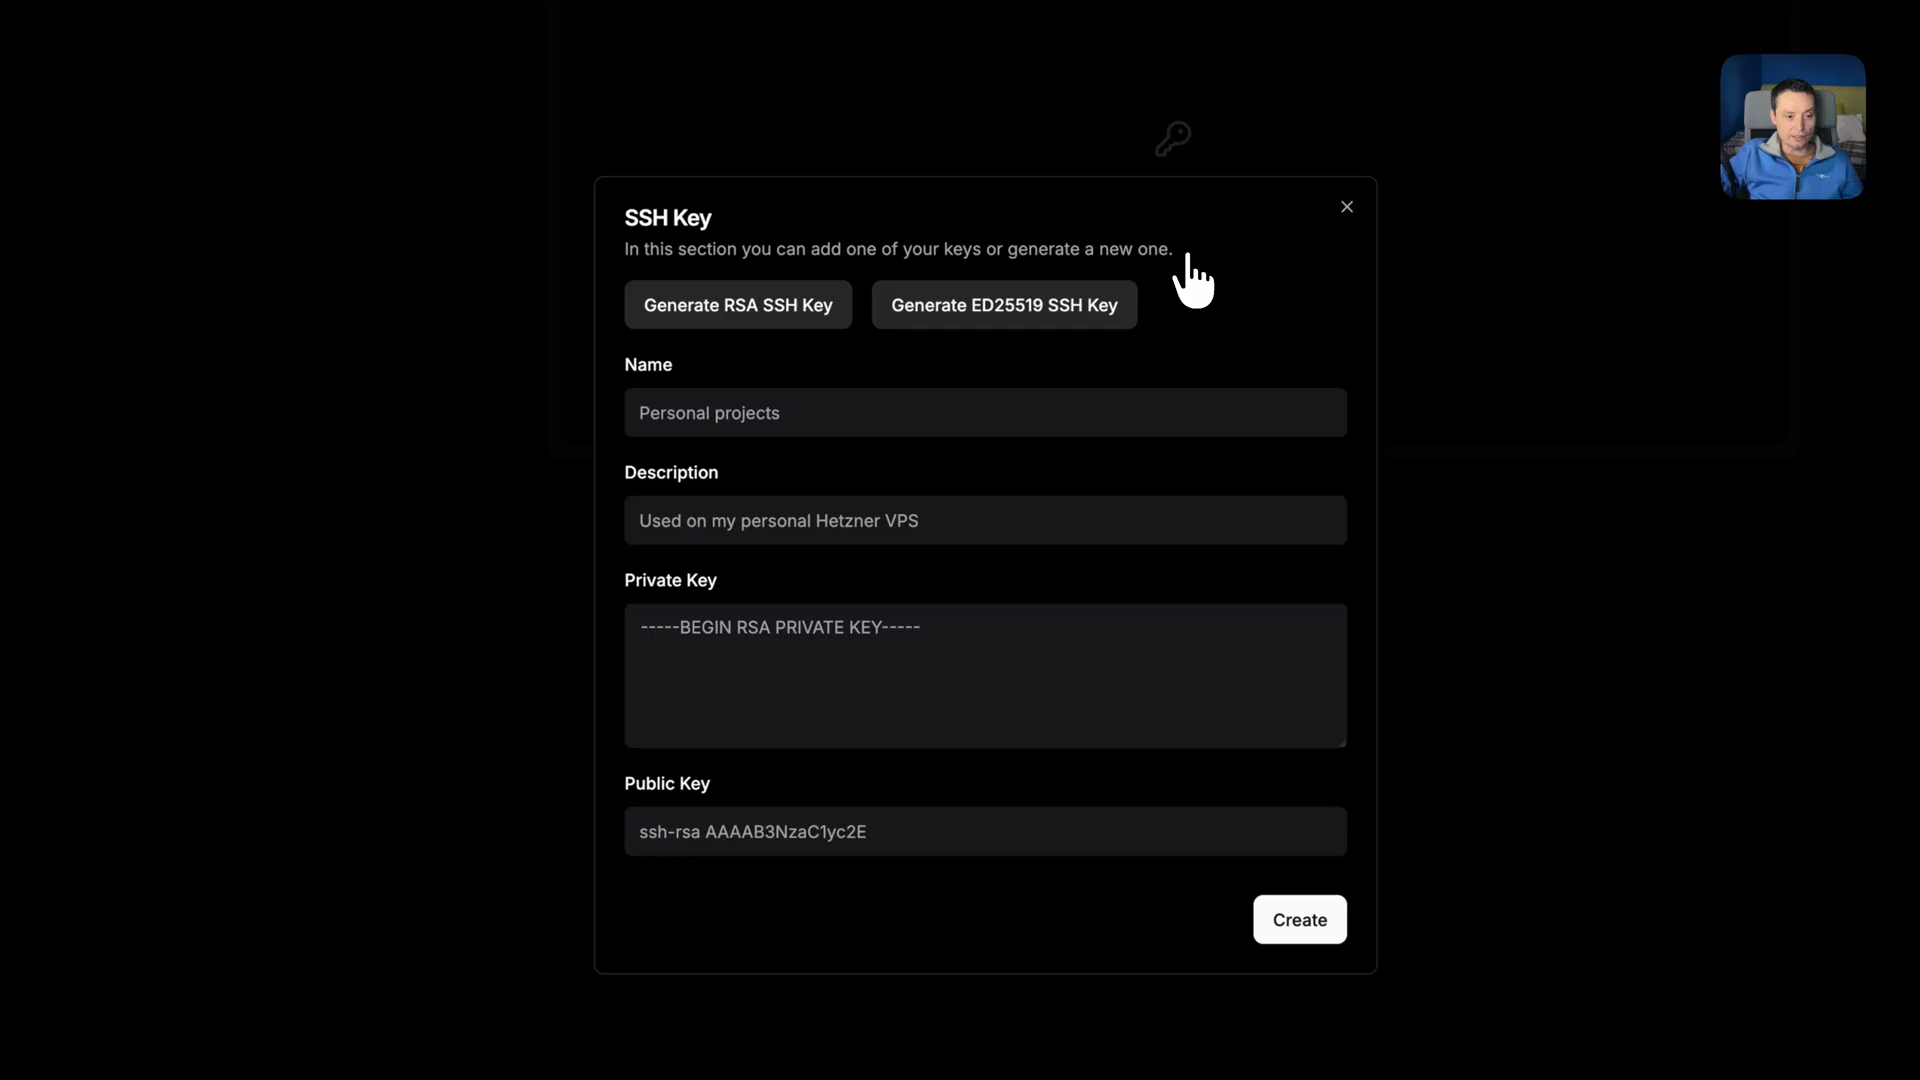 SSH Key
In this section you can add one of your keys or generate a new one.
Generate RSA SSH Key
Generate ED25519 SSH Key
Name
Personal projects
Description
Used on my personal Hetzner VPS
Private Key
-----BEGIN RSA PRIVATE KEY-----
Public Key
ssh-rsa AAAAB3NzaC1yc2E
Create